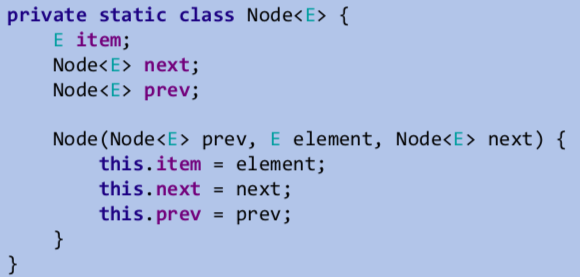 private static class Node<E> {
    E item;
    Node<E> next;
    Node<E> prev;

    Node(Node<E> prev, E element, Node<E> next) {
        this.item = element;
        this.next = next;
        this.prev = prev;
    }
}